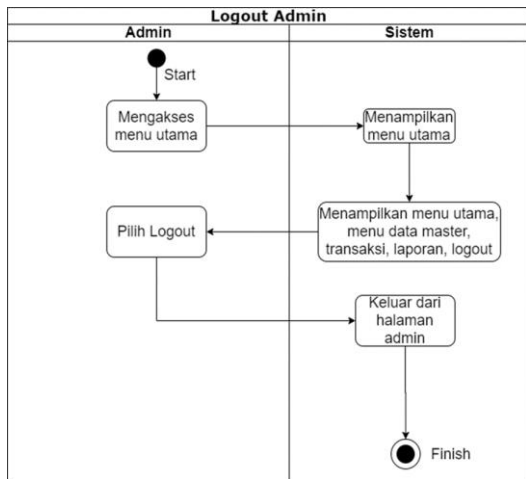 Logout Admin
Admin
Sistem
Start
Mengakses
menu utama
Menampilkan
menu utama
Menampilkan menu utama,
menu data master,
transaksi, laporan, logout
Pilih Logout
Keluar dari
halaman
admin
Finish